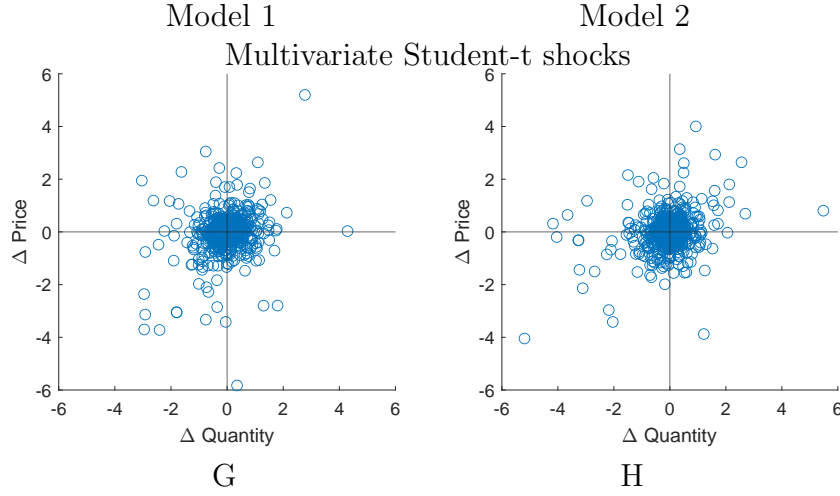 Model 1 Model 2
Multivariate Student-t shocks
6 6
4 4
2 2
Δ Price 0 Δ Price 0
-2 -2
-4 -4
-6 -6
-6 -4 -2 0 2 4 6 -6 -4 -2 0 2 4 6
Δ Quantity Δ Quantity
G H